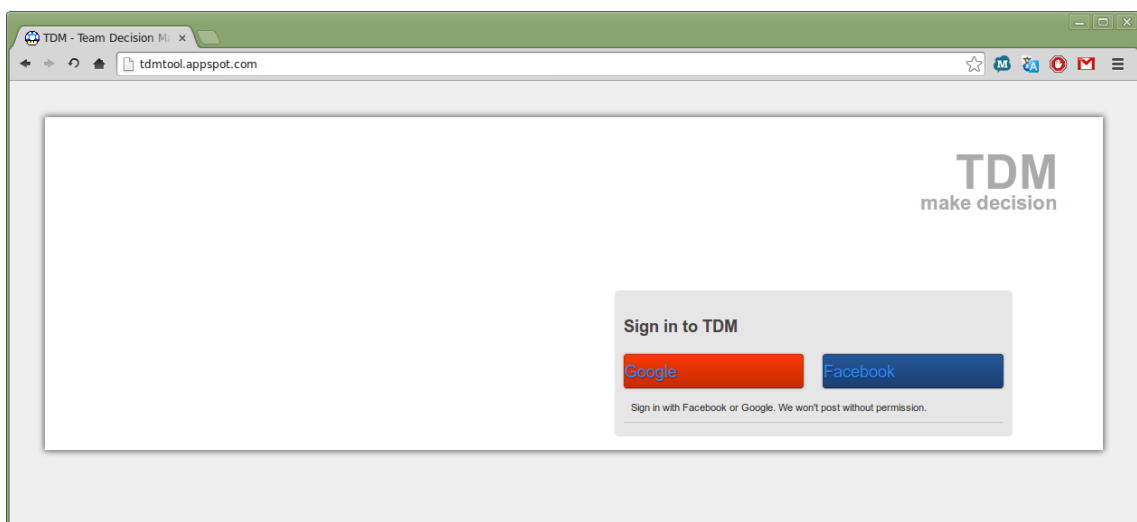 TDM - Team Decision M
tdmtool.appspot.com
TDM
make decision
Sign in to TDM
Google
Facebook
Sign in with Facebook or Google. We won't post without permission.